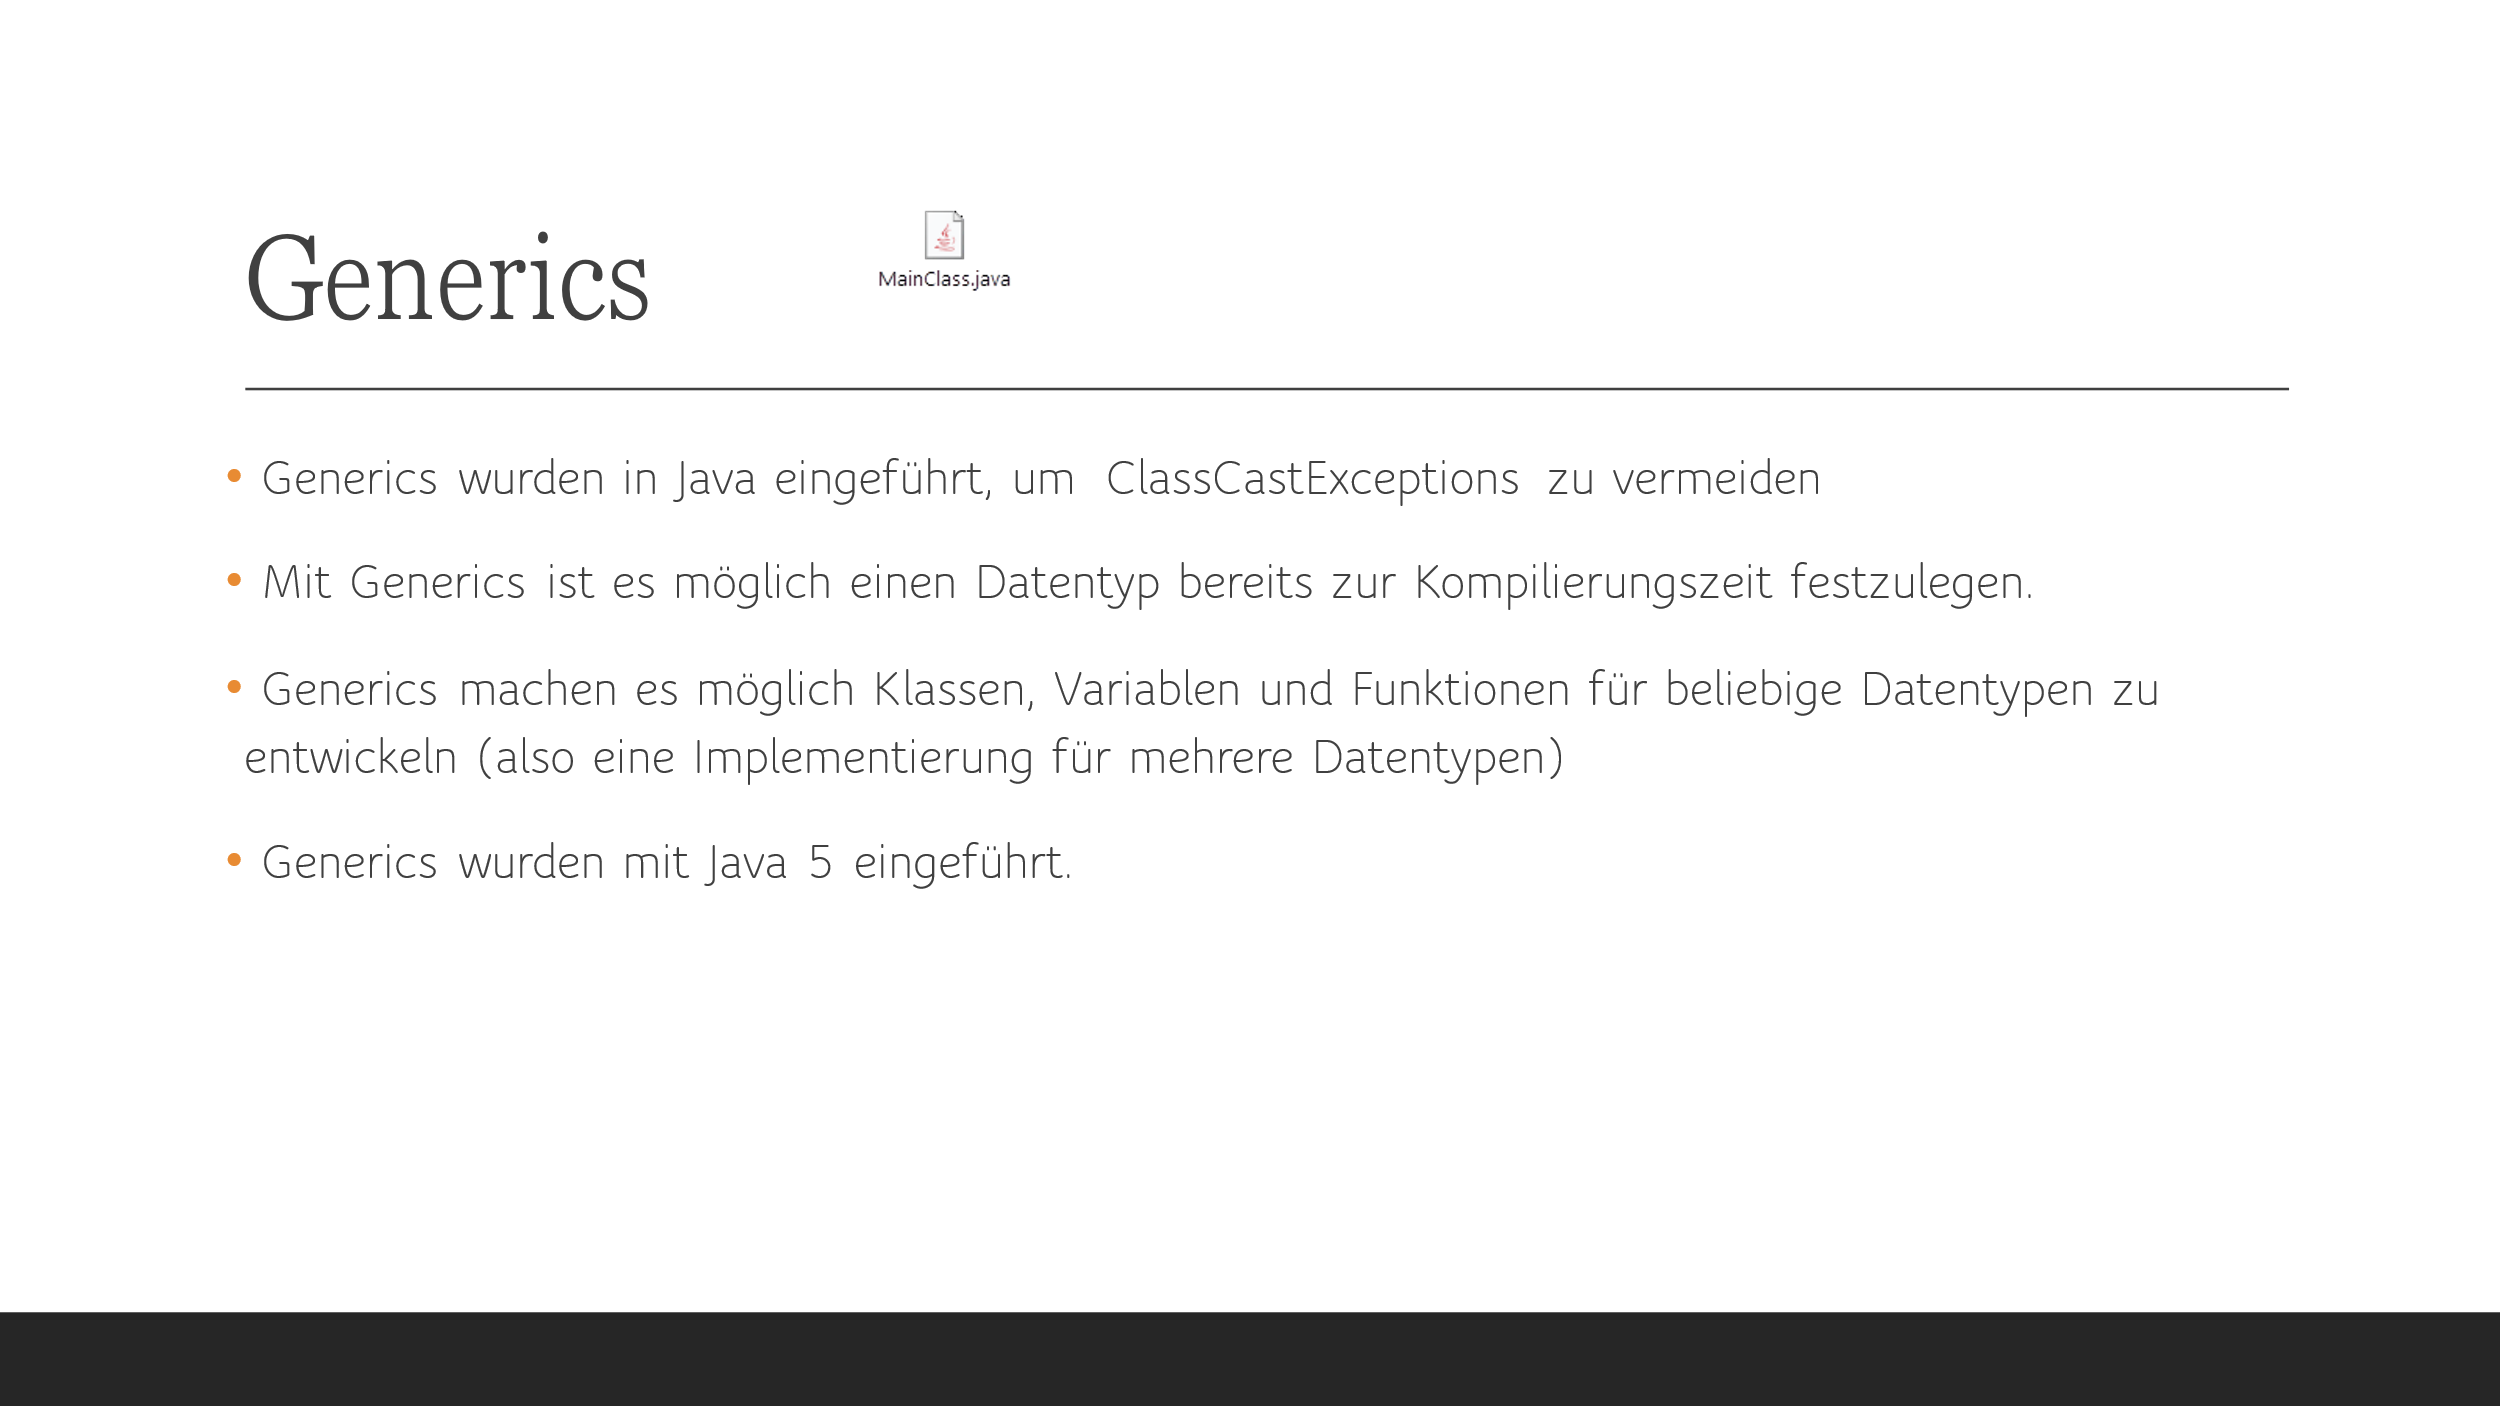 Generics
MainClass.java
• Generics wurden in Java eingeführt, um ClassCastExceptions zu vermeiden
• Mit Generics ist es möglich einen Datentyp bereits zur Kompilierungszeit festzulegen.
• Generics machen es möglich Klassen, Variablen und Funktionen für beliebige Datentypen zu
entwickeln (also eine Implementierung für mehrere Datentypen)
• Generics wurden mit Java 5 eingeführt.